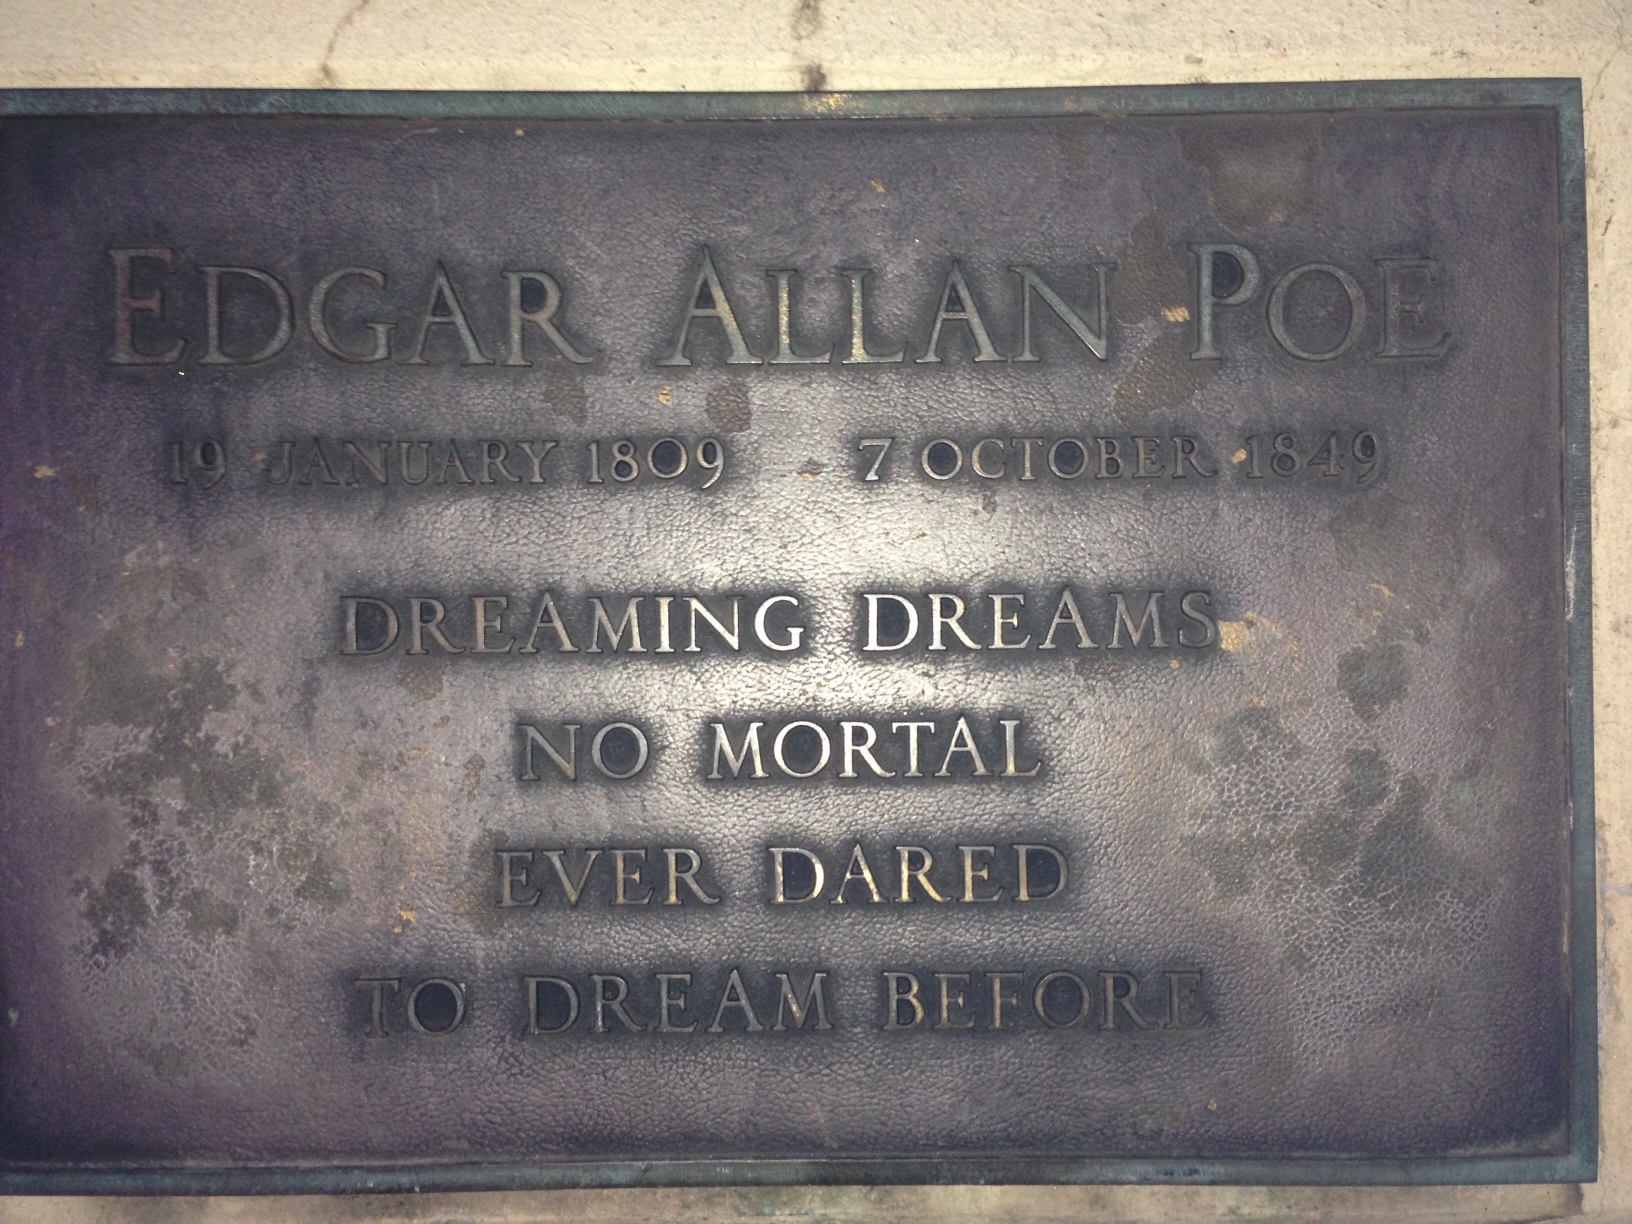 EDGAR ALLAN POE
19 JANUARY 1809 7 OCTOBER 1849
DREAMING DREAMS
NO MORTAL
EVER DARED
TO DREAM BEFORE